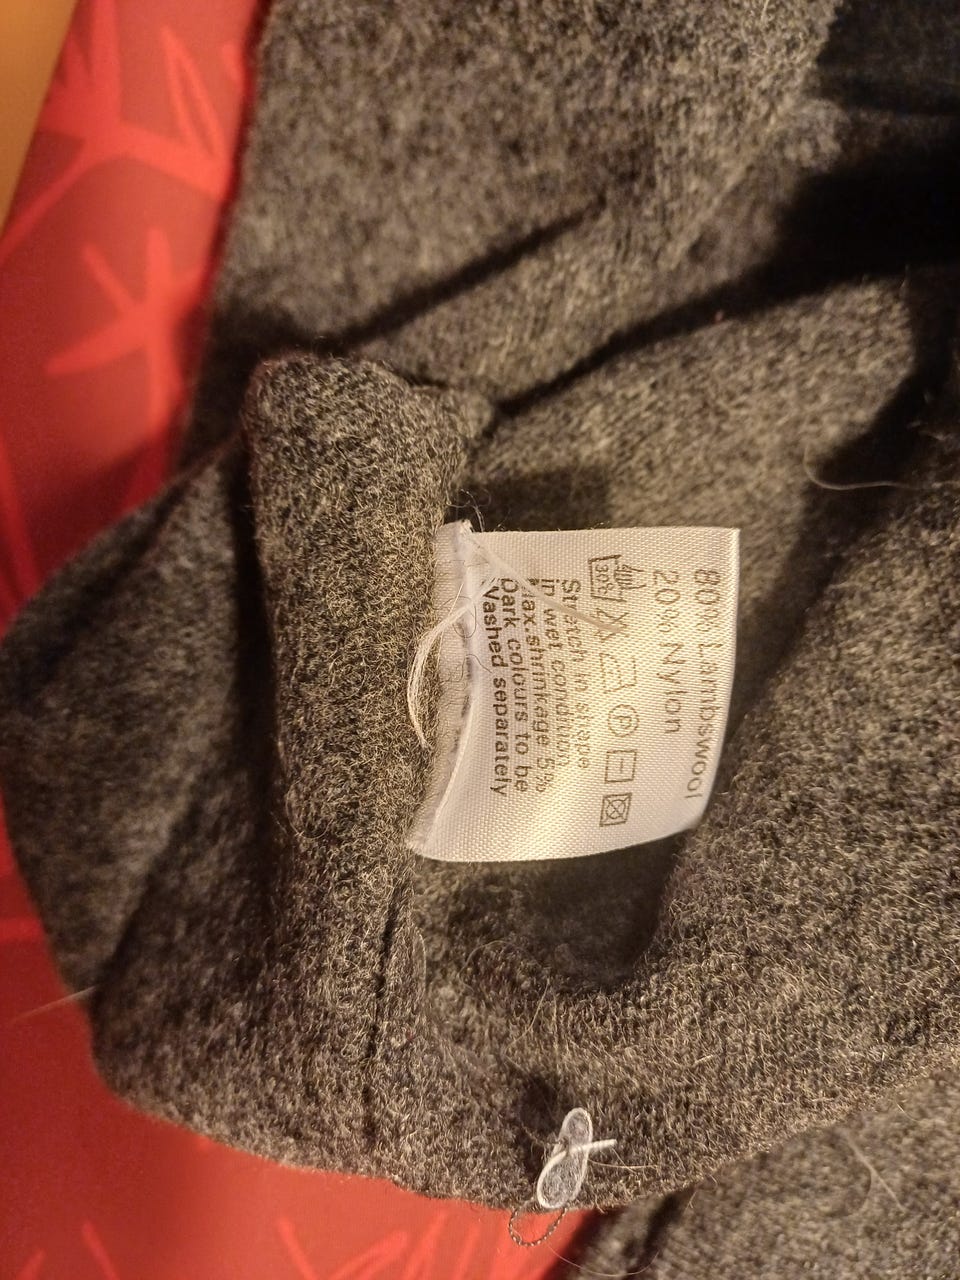 80% Lambswool
20% Nylon
30°
P
Stretch in shape
in wet condition
Max.shrinkage 5%
Dark colours to be
Washed separately